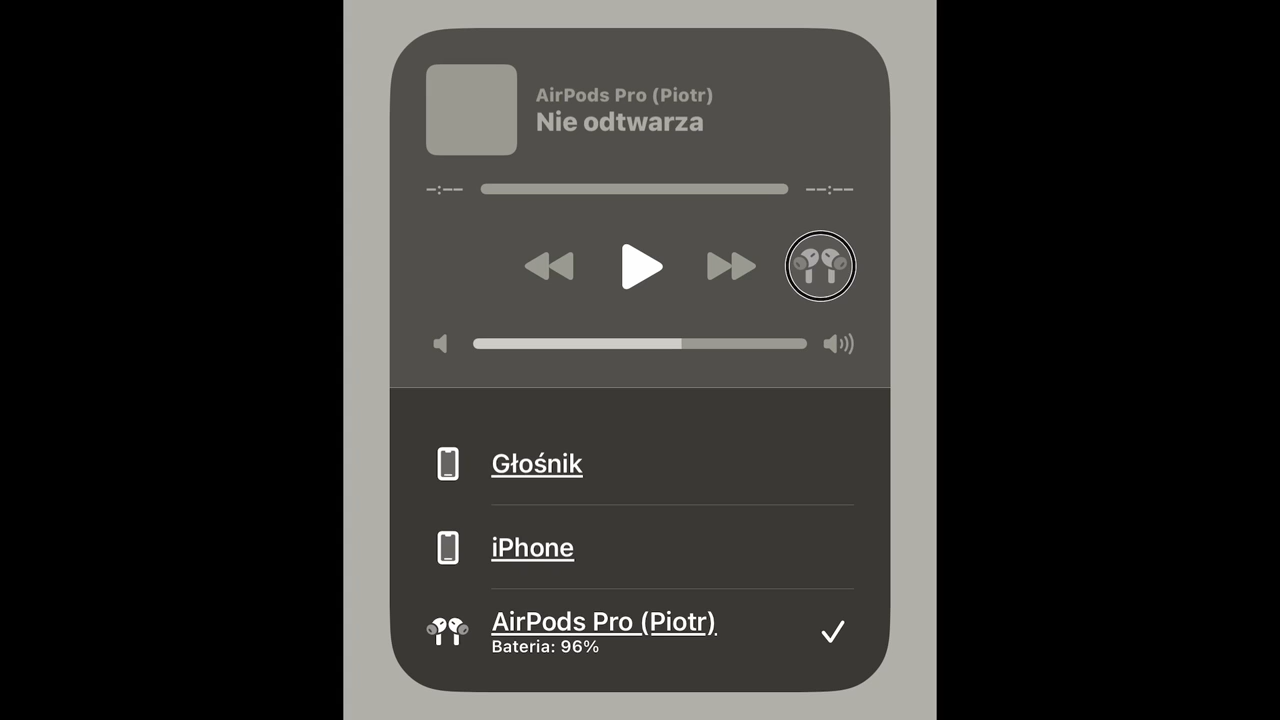 AirPods Pro (Piotr)
Nie odtwarza
–:–– ––:––
Głośnik
iPhone
AirPods Pro (Piotr)
Bateria: 96%